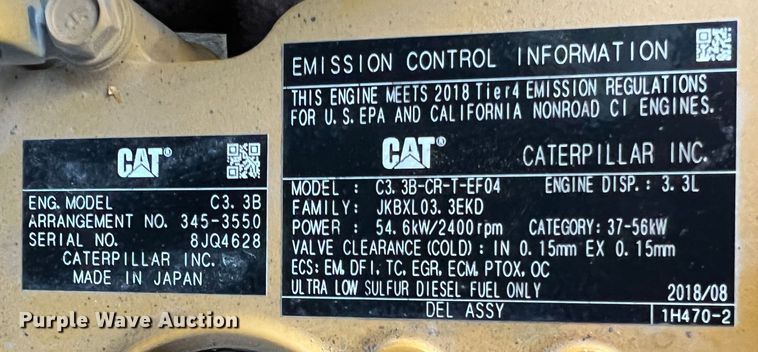 CAT®
ENG. MODEL C3. 3B
ARRANGEMENT NO. 345-3550
SERIAL NO. 8JQ4628
CATERPILLAR INC.
MADE IN JAPAN
EMISSION CONTROL INFORMATION
THIS ENGINE MEETS 2018 Tier4 EMISSION REGULATIONS
FOR U.S. EPA AND CALIFORNIA NONROAD CI ENGINES.
CAT® CATERPILLAR INC.
MODEL : C3. 3B-CR-T-EF04 ENGINE DISP. : 3. 3L
FAMILY: JKBXL03. 3EKD
POWER : 54. 6kW/2400rpm CATEGORY: 37-56kW
VALVE CLEARANCE (COLD) : IN 0. 15mm EX 0. 15mm
ECS: EM, DFI, TC, EGR, ECM, PTOX, OC
ULTRA LOW SULFUR DIESEL FUEL ONLY 2018/08
DEL ASSY 1H470-2
Purple Wave Auction